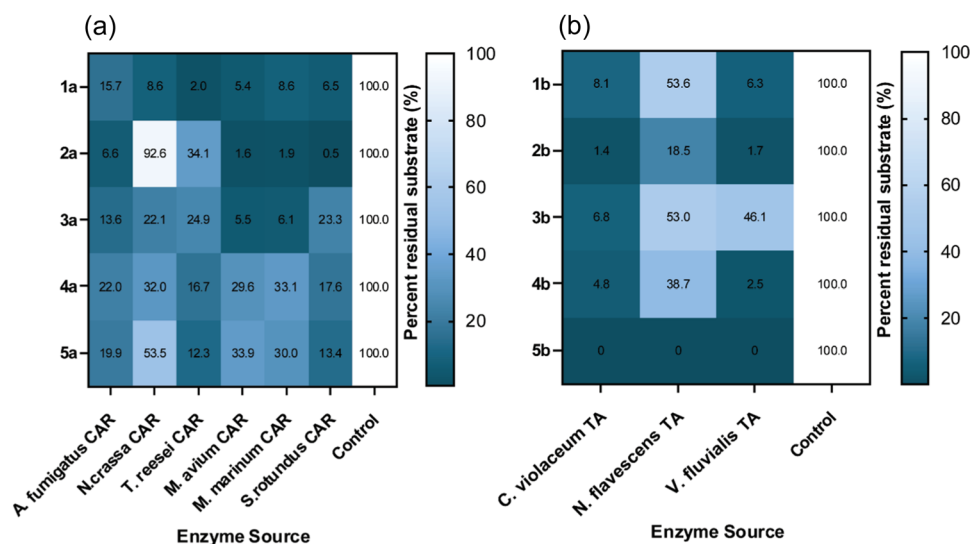 (a)
1a 15.7 8.6 2.0 5.4 8.6 6.5 100.0
2a 6.6 92.6 34.1 1.6 1.9 0.5 100.0
3a 13.6 22.1 24.9 5.5 6.1 23.3 100.0
4a 22.0 32.0 16.7 29.6 33.1 17.6 100.0
5a 19.9 53.5 12.3 33.9 30.0 13.4 100.0
A. fumigatus CAR
N.crassa CAR
T. reesei CAR
M. avium CAR
M. marinum CAR
S.rotundus CAR
Control
Enzyme Source
100
80
60
40
20
Percent residual substrate (%)
(b)
1b 8.1 53.6 6.3 100.0
2b 1.4 18.5 1.7 100.0
3b 6.8 53.0 46.1 100.0
4b 4.8 38.7 2.5 100.0
5b 0 0 0 100.0
C. violaceum TA
N. flavescens TA
V. fluvialis TA
Control
Enzyme Source
100
80
60
40
20
Percent residual substrate (%)